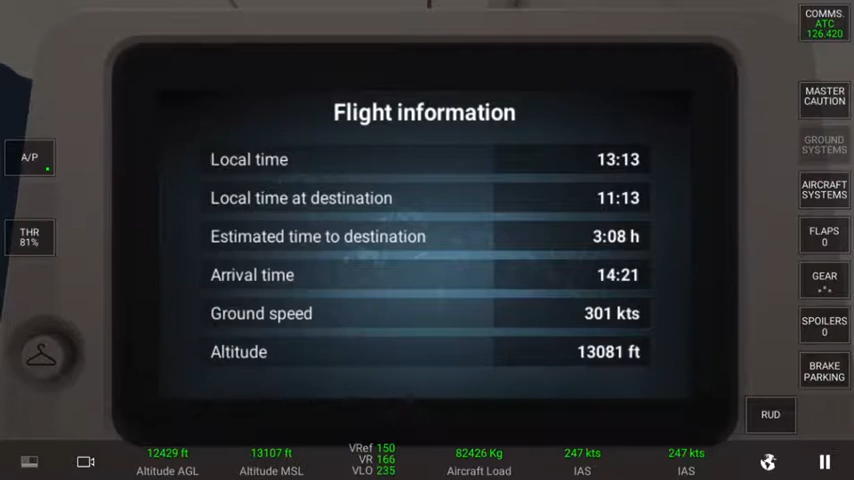 COMMS.
ATC
126.420
Flight information
MASTER
CAUTION
A/P
Local time 13:13
GROUND
SYSTEMS
Local time at destination 11:13
AIRCRAFT
SYSTEMS
THR
81%
Estimated time to destination 3:08 h
FLAPS
0
Arrival time 14:21
GEAR
Ground speed 301 kts
SPOILERS
0
Altitude 13081 ft
BRAKE
PARKING
RUD
12429 ft
Altitude AGL
13107 ft
Altitude MSL
VRef 150
VR 166
VLO 235
82426 Kg
Aircraft Load
247 kts
IAS
247 kts
IAS